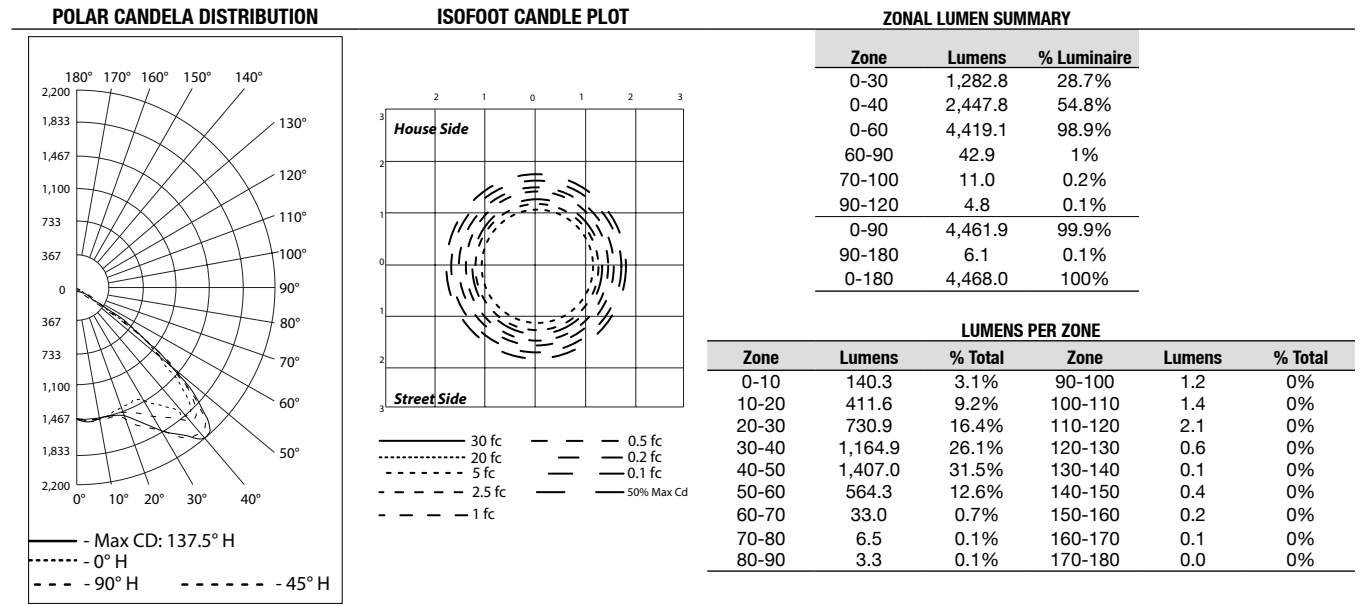 POLAR CANDELA DISTRIBUTION
180° 170° 160° 150° 140°
2,200
1,833
1,467
1,100
733
367
0
367
733
1,100
1,467
1,833
2,200
130°
120°
110°
100°
90°
80°
70°
60°
50°
0° 10° 20° 30° 40°
- Max CD: 137.5° H
- 0° H
- 90° H - 45° H
ISOFOOT CANDLE PLOT
2 1 0 1 2 3
3
2
1
0
1
2
3
House Side
Street Side
30 fc 0.5 fc
20 fc 0.2 fc
5 fc 0.1 fc
2.5 fc 50% Max Cd
1 fc
ZONAL LUMEN SUMMARY
Zone Lumens % Luminaire
0-30 1,282.8 28.7%
0-40 2,447.8 54.8%
0-60 4,419.1 98.9%
60-90 42.9 1%
70-100 11.0 0.2%
90-120 4.8 0.1%
0-90 4,461.9 99.9%
90-180 6.1 0.1%
0-180 4,468.0 100%
LUMENS PER ZONE
Zone Lumens % Total Zone Lumens % Total
0-10 140.3 3.1% 90-100 1.2 0%
10-20 411.6 9.2% 100-110 1.4 0%
20-30 730.9 16.4% 110-120 2.1 0%
30-40 1,164.9 26.1% 120-130 0.6 0%
40-50 1,407.0 31.5% 130-140 0.1 0%
50-60 564.3 12.6% 140-150 0.4 0%
60-70 33.0 0.7% 150-160 0.2 0%
70-80 6.5 0.1% 160-170 0.1 0%
80-90 3.3 0.1% 170-180 0.0 0%